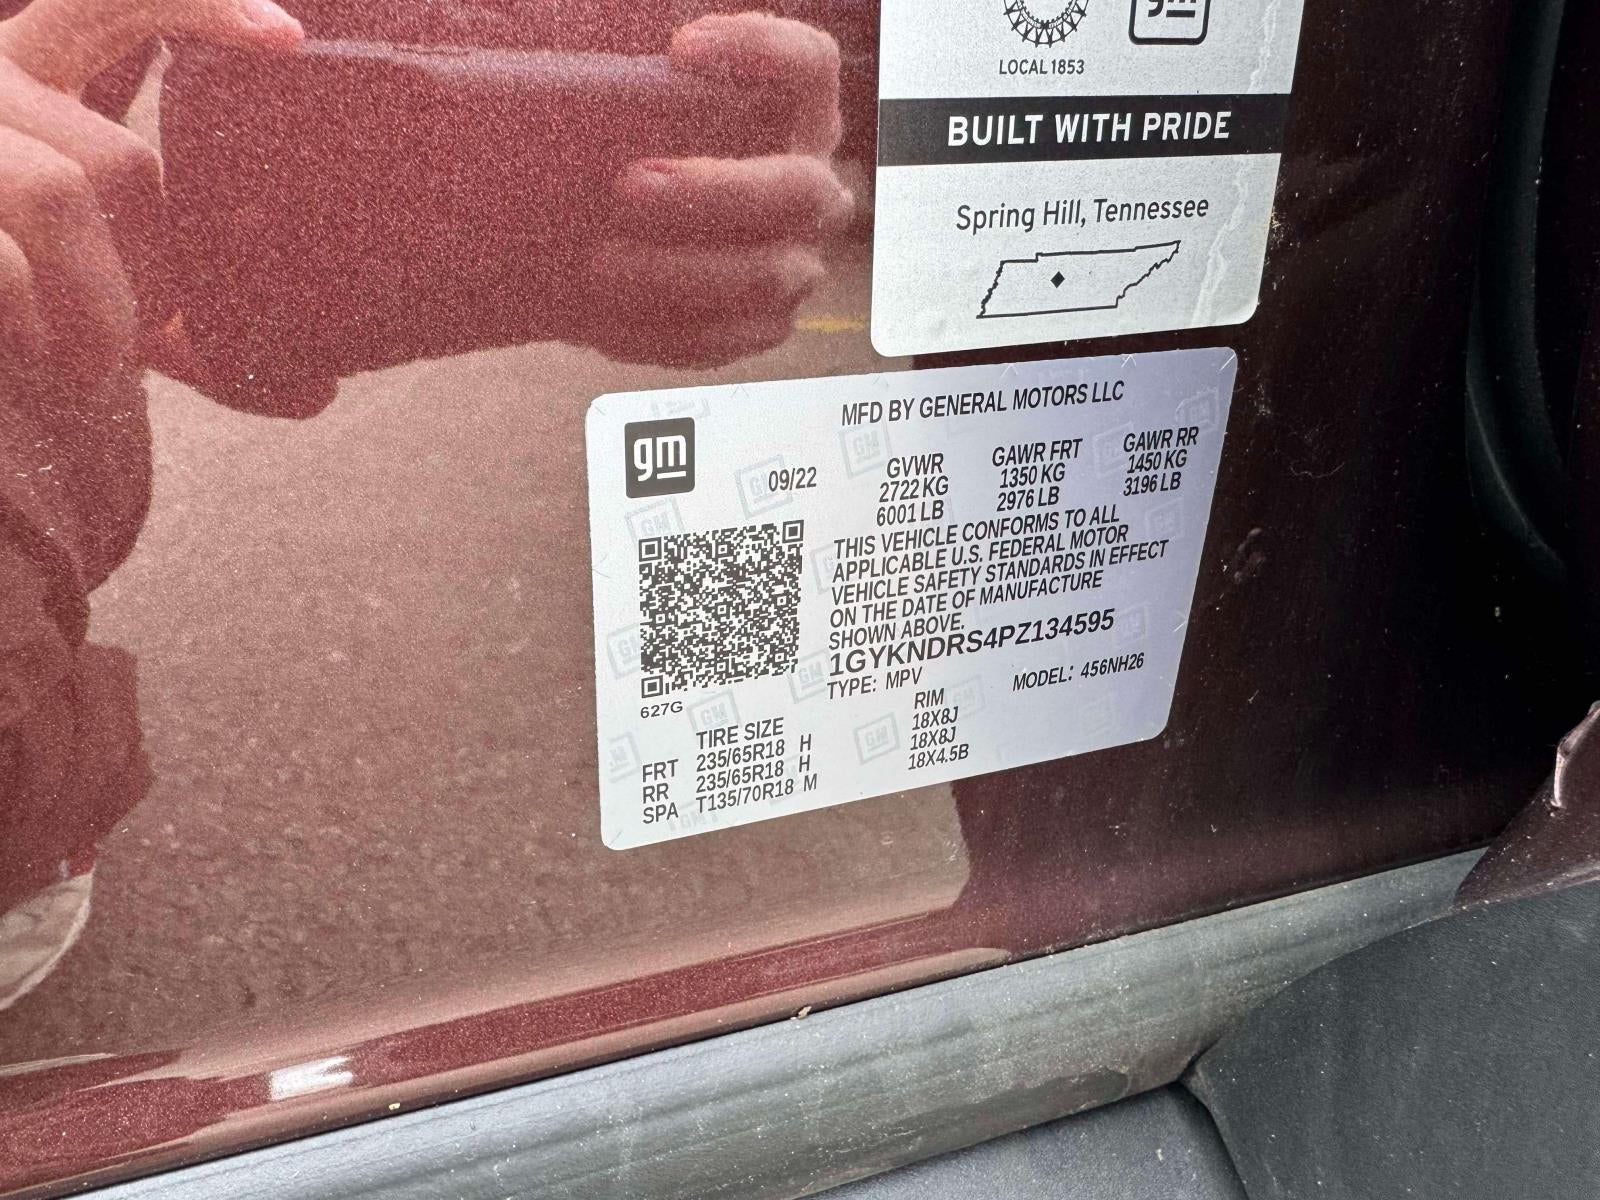 gm
LOCAL 1853
BUILT WITH PRIDE
Spring Hill, Tennessee
MFD BY GENERAL MOTORS LLC
gm
09/22
GVWR GAWR FRT GAWR RR
2722 KG 1350 KG 1450 KG
6001 LB 2976 LB 3196 LB
THIS VEHICLE CONFORMS TO ALL
APPLICABLE U.S. FEDERAL MOTOR
VEHICLE SAFETY STANDARDS IN EFFECT
ON THE DATE OF MANUFACTURE
SHOWN ABOVE.
1GYKNDRS4PZ134595
TYPE: MPV MODEL: 456NH26
627G
TIRE SIZE RIM
FRT 235/65R18 H 18X8J
RR 235/65R18 H 18X8J
SPA T135/70R18 M 18X4.5B